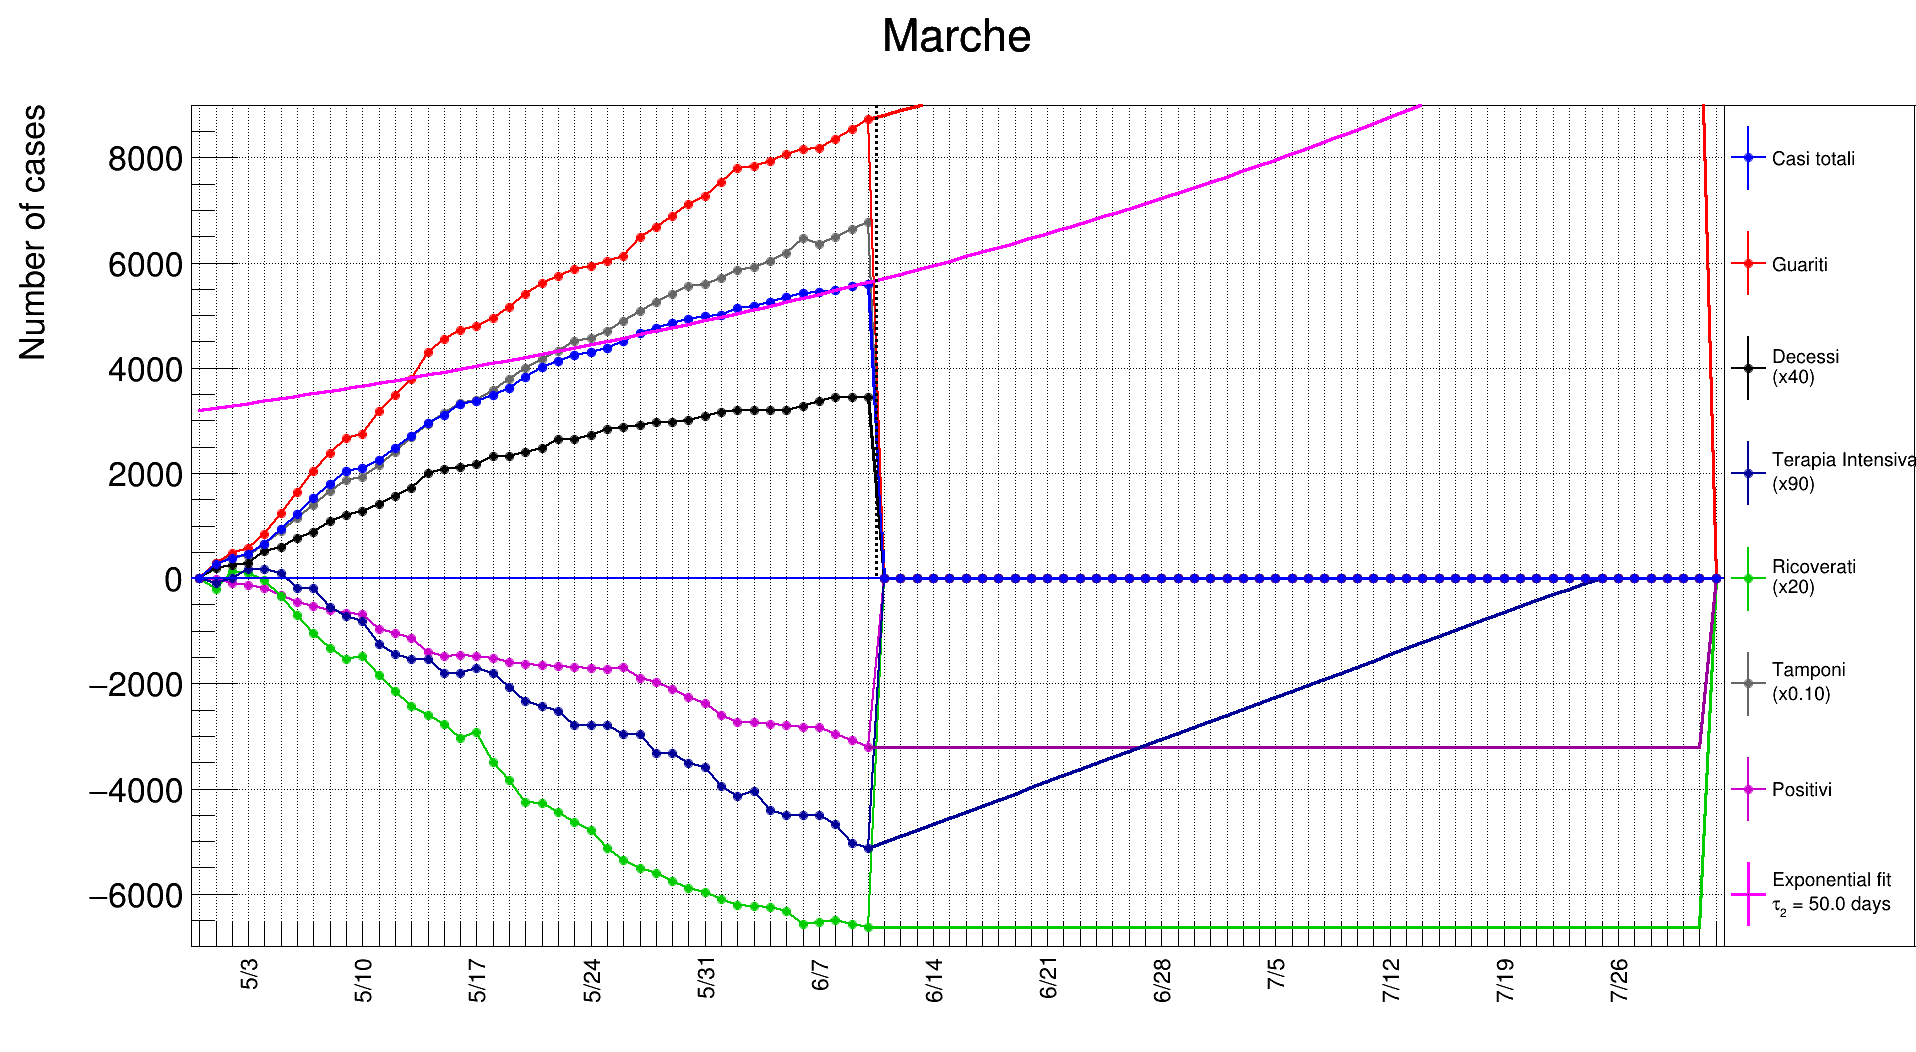 Marche
Number of cases
8000
6000
4000
2000
0
−2000
−4000
−6000
5/3
5/10
5/17
5/24
5/31
6/7
6/14
6/21
6/28
7/5
7/12
7/19
7/26
Casi totali
Guariti
Decessi
(x40)
Terapia Intensiva
(x90)
Ricoverati
(x20)
Tamponi
(x0.10)
Positivi
Exponential fit
τ₂ = 50.0 days